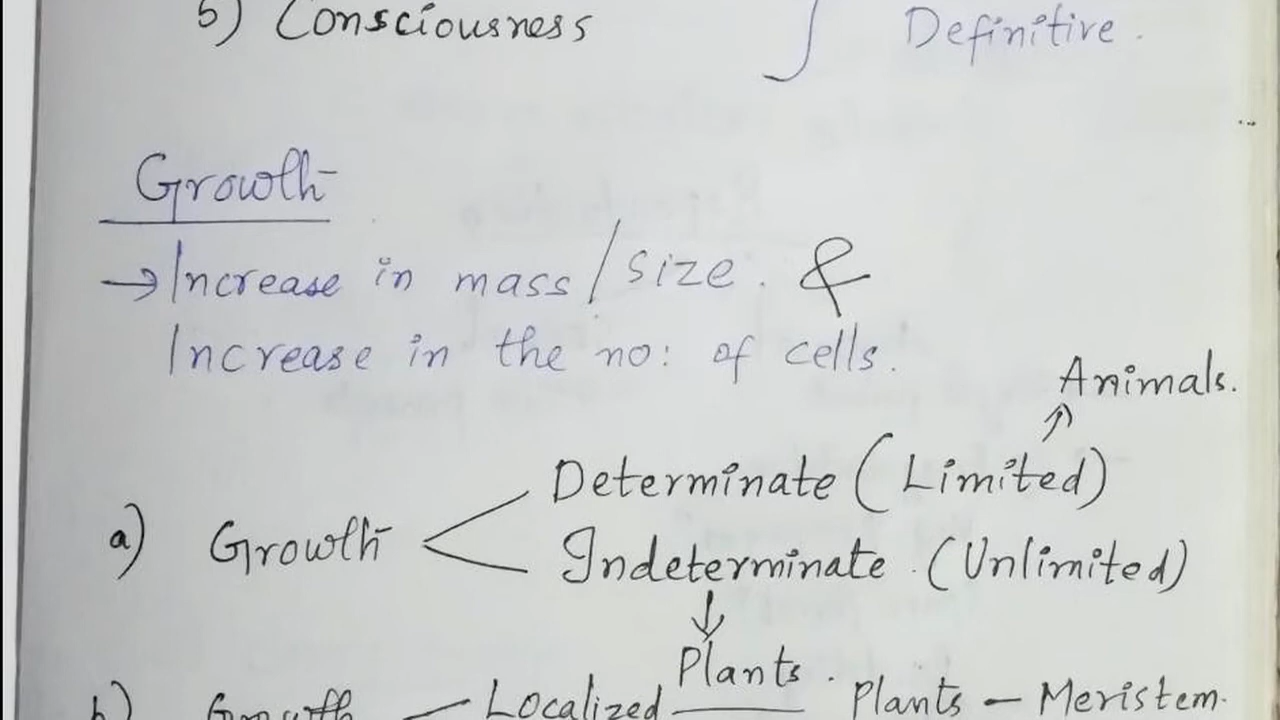 5) Consciousness Definitive.
Growth
→ Increase in mass / size. &
Increase in the no: of cells.
Animals.
↑
Determinate (Limited)
a) Growth <
Indeterminate. (Unlimited)
↓
Plants.
b) Growth — Localized —— Plants — Meristem.